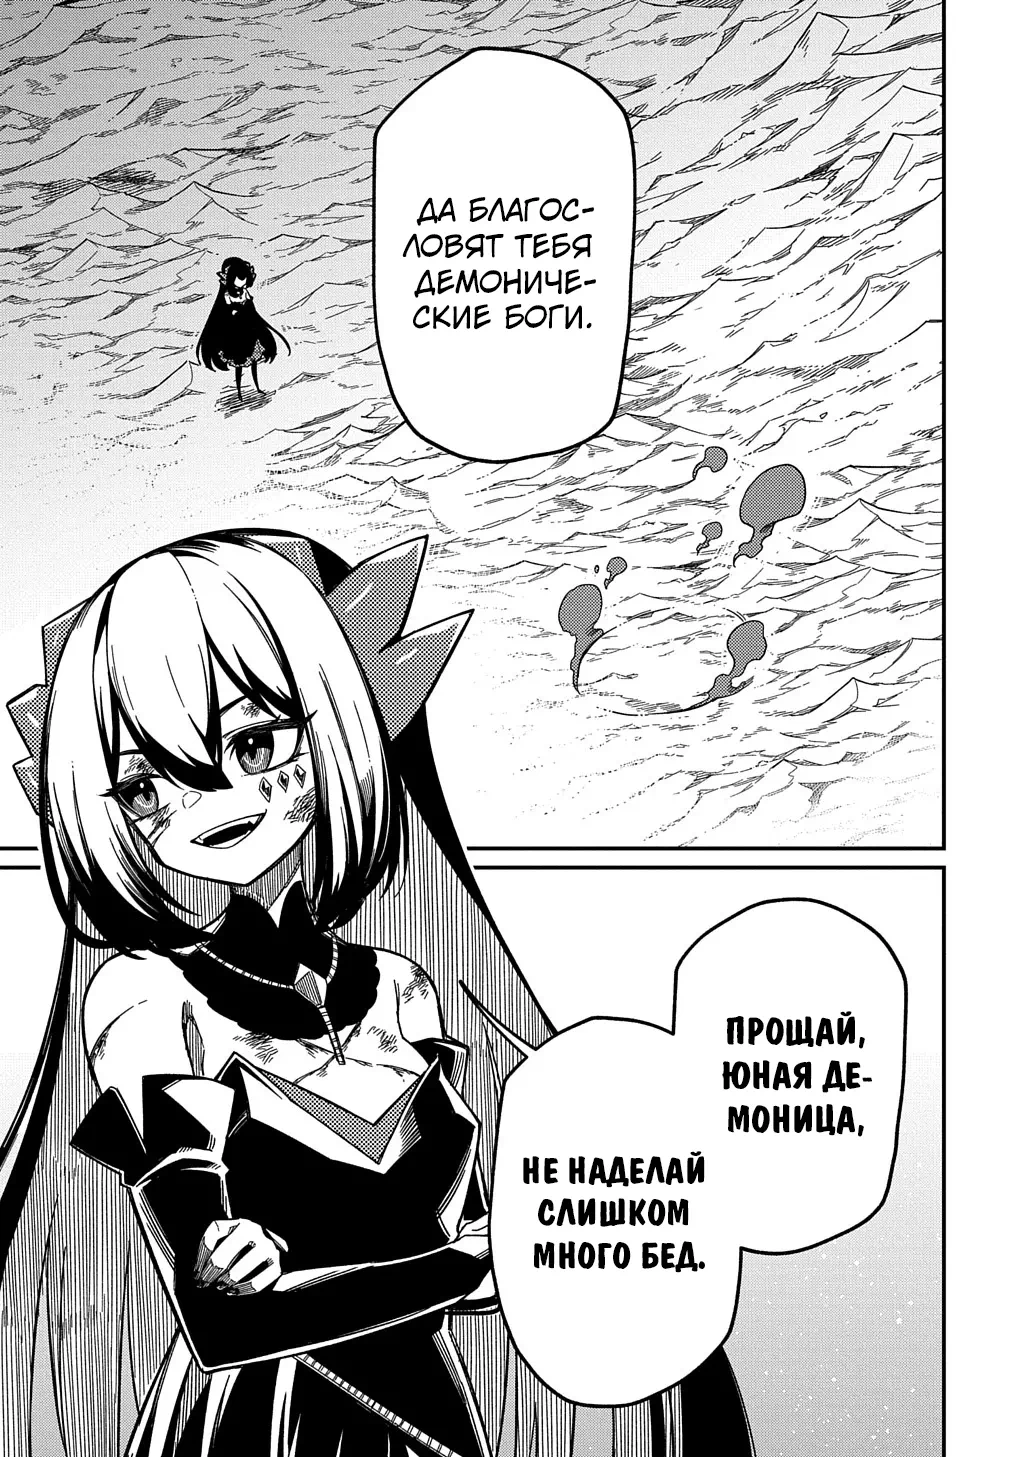 ДА БЛАГОС-
ЛОВЯТ ТЕБЯ
ДЕМОНИЧЕ-
СКИЕ БОГИ.
ПРОЩАЙ,
ЮНАЯ ДЕ-
МОНИЦА,
НЕ НАДЕЛАЙ
СЛИШКОМ
МНОГО БЕД.